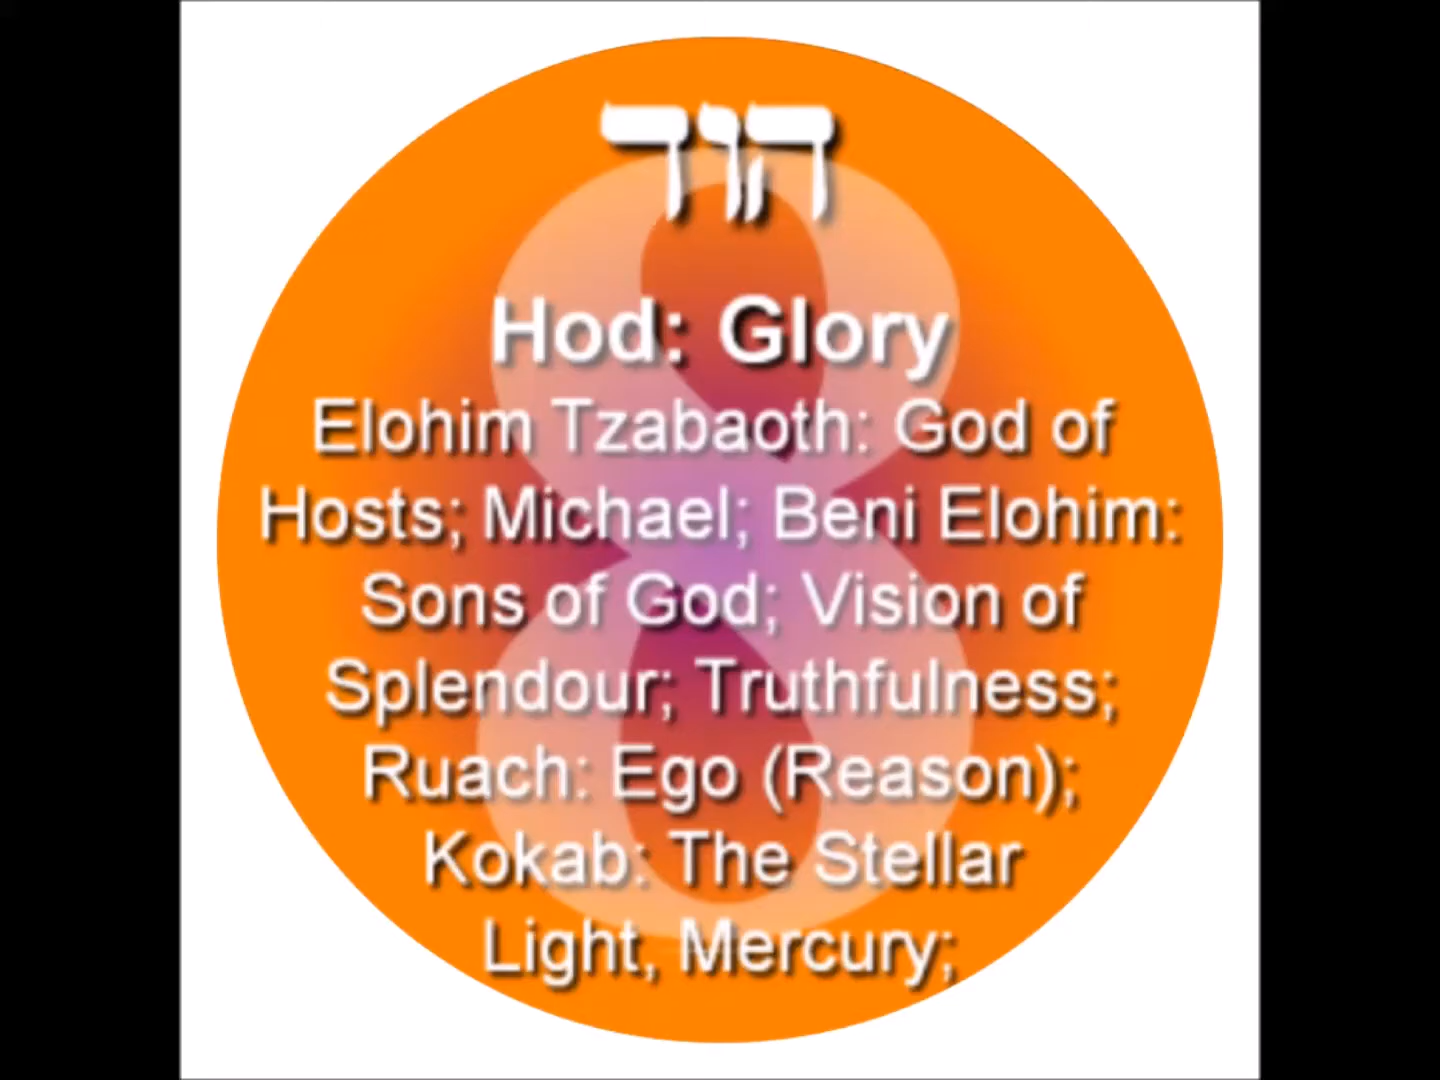 הוד
8
Hod: Glory
Elohim Tzabaoth: God of
Hosts; Michael; Beni Elohim:
Sons of God; Vision of
Splendour; Truthfulness;
Ruach: Ego (Reason);
Kokab: The Stellar
Light, Mercury;